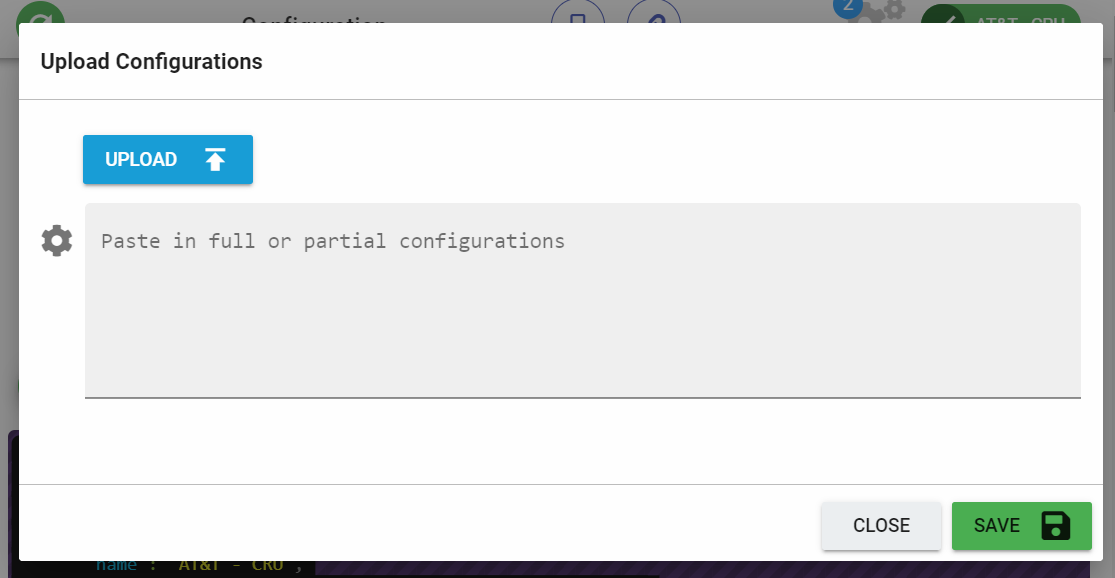 Configuration
2
AT&T - CRU
Upload Configurations
UPLOAD
Paste in full or partial configurations
CLOSE
SAVE
name : AT&T - CRU ,